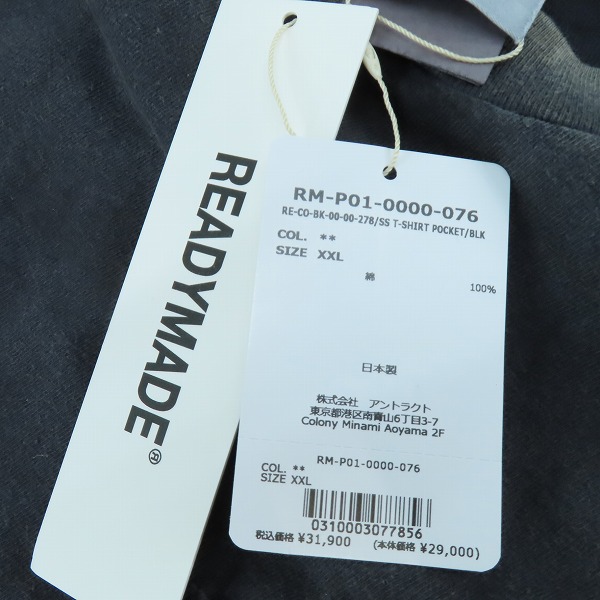 READYMADE®
RM-P01-0000-076
RE-CO-BK-00-00-278/SS T-SHIRT POCKET/BLK
COL. **
SIZE XXL
綿 100%
日本製
株式会社 アントラクト
東京都港区南青山6丁目3-7
Colony Minami Aoyama 2F
RM-P01-0000-076
COL. **
SIZE XXL
0310003077856
税込価格 ¥31,900 (本体価格 ¥29,000)